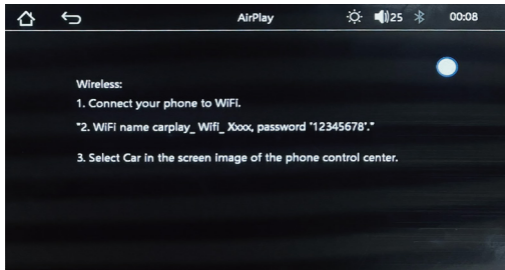 AirPlay
25
00:08
Wireless:
1. Connect your phone to WiFi.
"2. WiFi name carplay_ Wifi_ Xxxx, password "12345678"."
3. Select Car in the screen image of the phone control center.